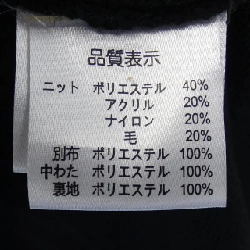 品質表示
ニット ポリエステル 40%
アクリル 20%
ナイロン 20%
毛 20%
別布 ポリエステル 100%
中わた ポリエステル 100%
裏地 ポリエステル 100%